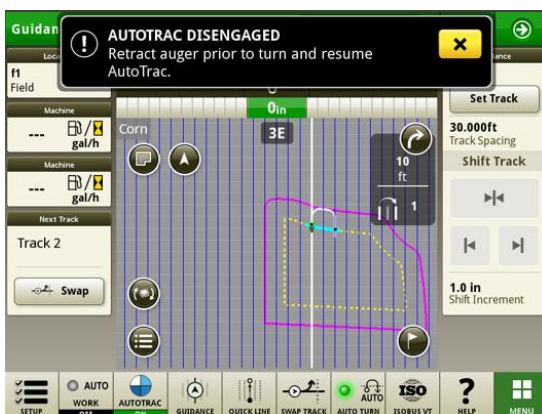 Guidan
AUTOTRAC DISENGAGED
Retract auger prior to turn and resume
AutoTrac.
f1
Field
Machine
--- gal/h
Machine
--- gal/h
Next Track
Track 2
Swap
0in
Corn
3E
10
ft
1
Set Track
30.000ft
Track Spacing
Shift Track
1.0 in
Shift Increment
SETUP
AUTO
WORK
OFF
AUTOTRAC
ON
GUIDANCE
QUICK LINE
SWAP TRACK
AUTO
AUTO TURN
ISO
ISOBUS VT
?
HELP
MENU